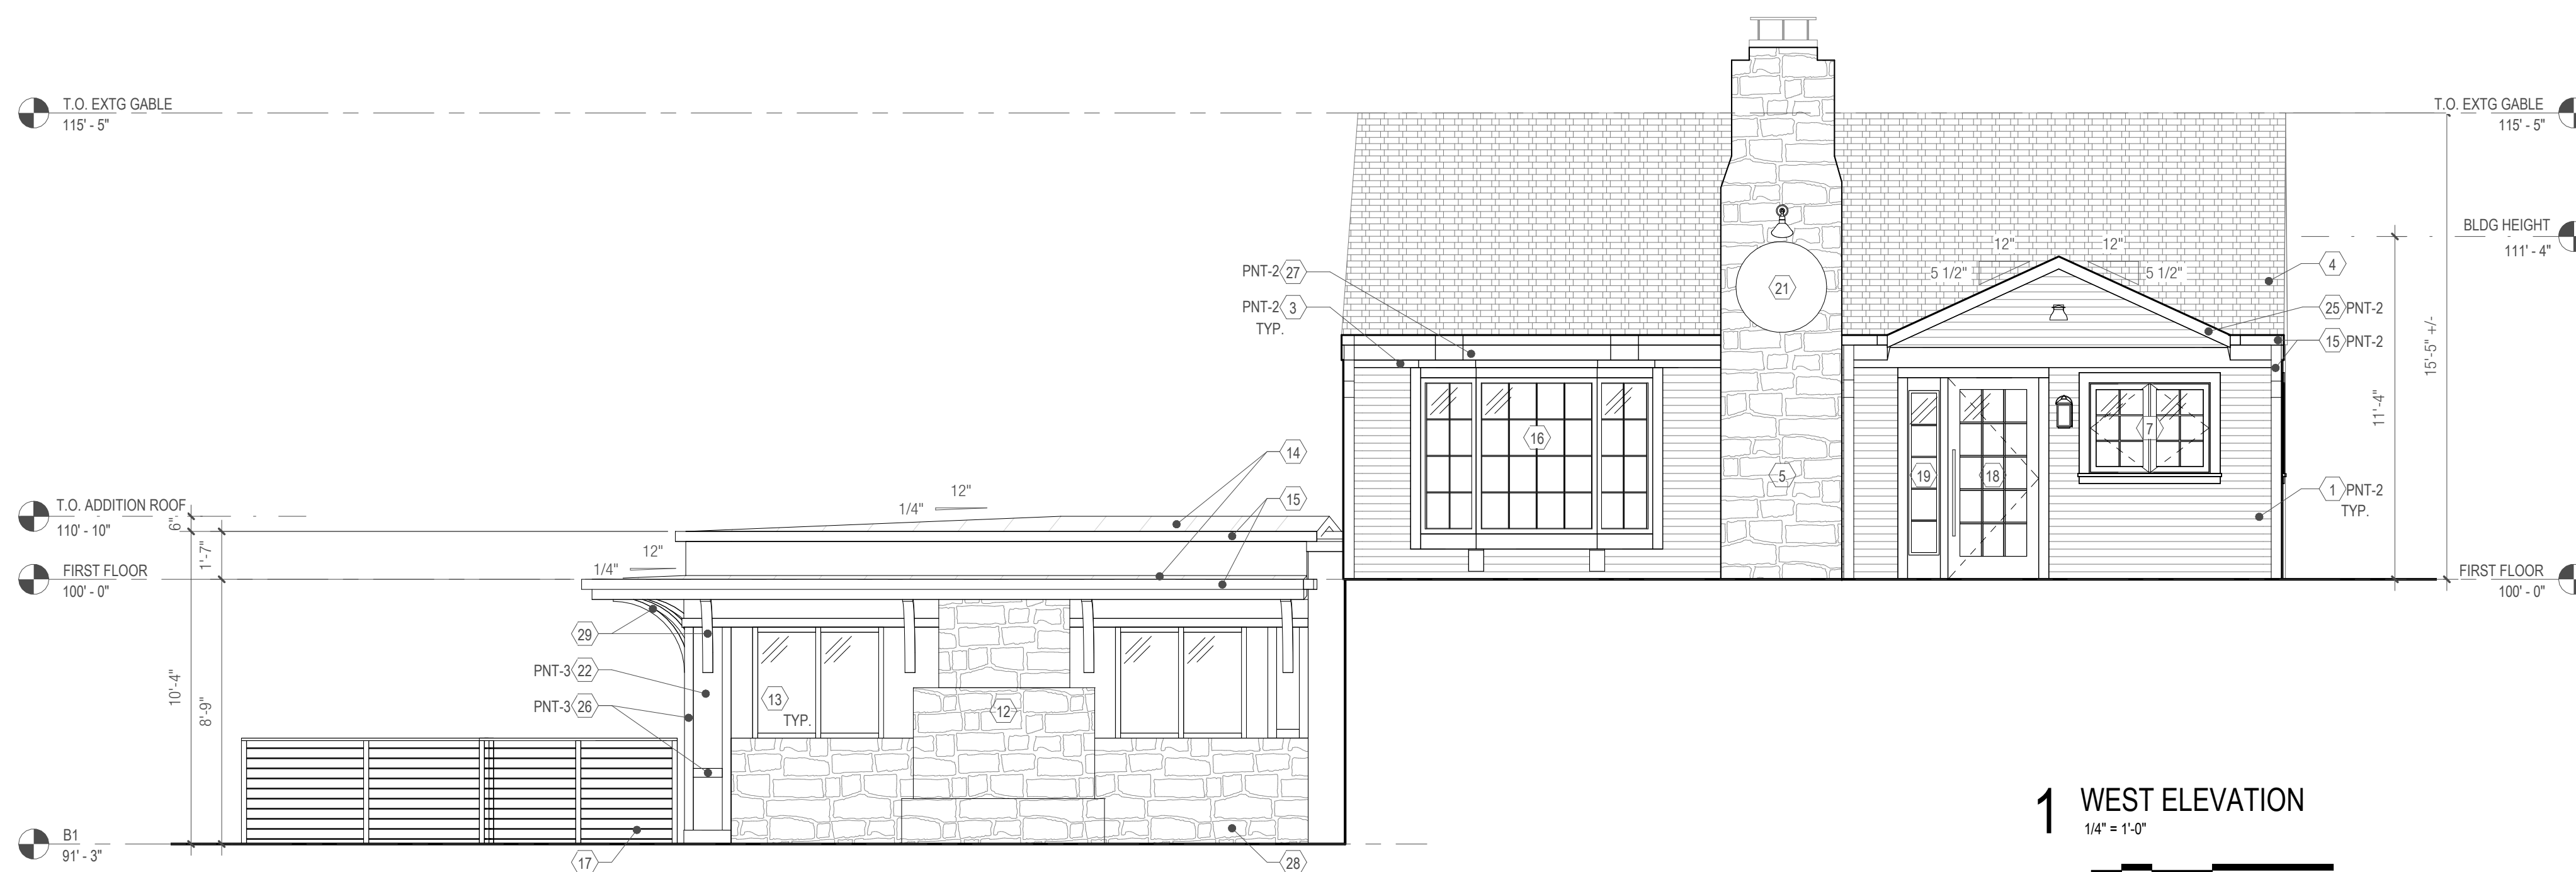 T.O. EXTG GABLE
115' - 5"
T.O. EXTG GABLE
115' - 5"
BLDG HEIGHT
111' - 4"
12"
12"
5 1/2"
5 1/2"
4
PNT-2 27
PNT-2 3
TYP.
21
25 PNT-2
15 PNT-2
15'-5" +/-
11'-4"
16
5
19
18
7
1 PNT-2
TYP.
14
15
12"
1/4"
T.O. ADDITION ROOF
110' - 10"
6"
1'-7"
12"
1/4"
FIRST FLOOR
100' - 0"
FIRST FLOOR
100' - 0"
29
PNT-3 22
PNT-3 26
13
TYP.
12
10'-4"
8'-9"
B1
91' - 3"
17
28
1 WEST ELEVATION
1/4" = 1'-0"